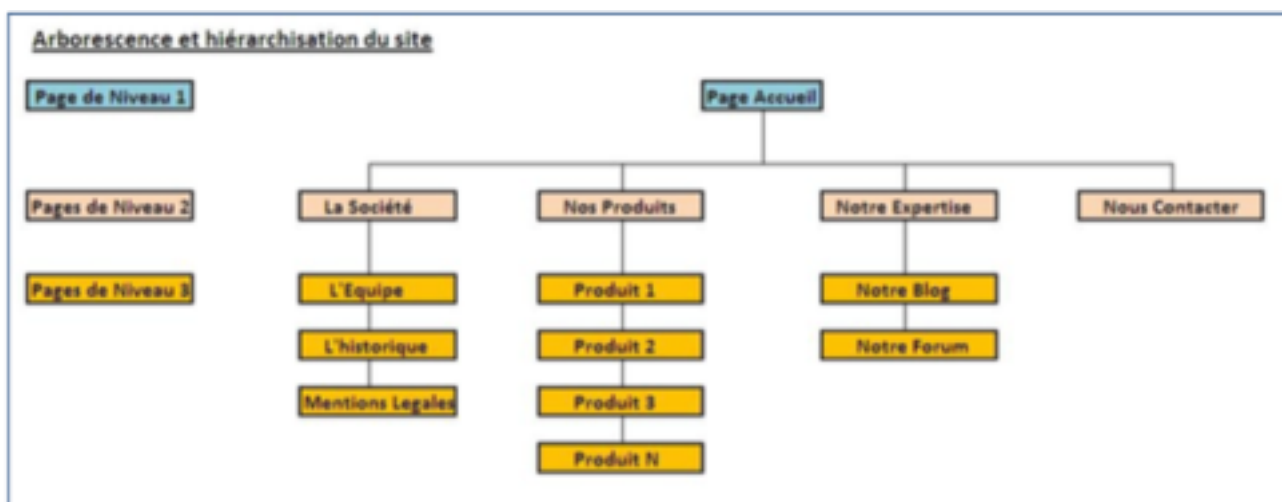 Arborescence et hiérarchisation du site
Page de Niveau 1
Page Accueil
Pages de Niveau 2
La Société
Nos Produits
Notre Expertise
Nous Contacter
Pages de Niveau 3
L'Equipe
Produit 1
Notre Blog
L'historique
Produit 2
Notre Forum
Mentions Legales
Produit 3
Produit N